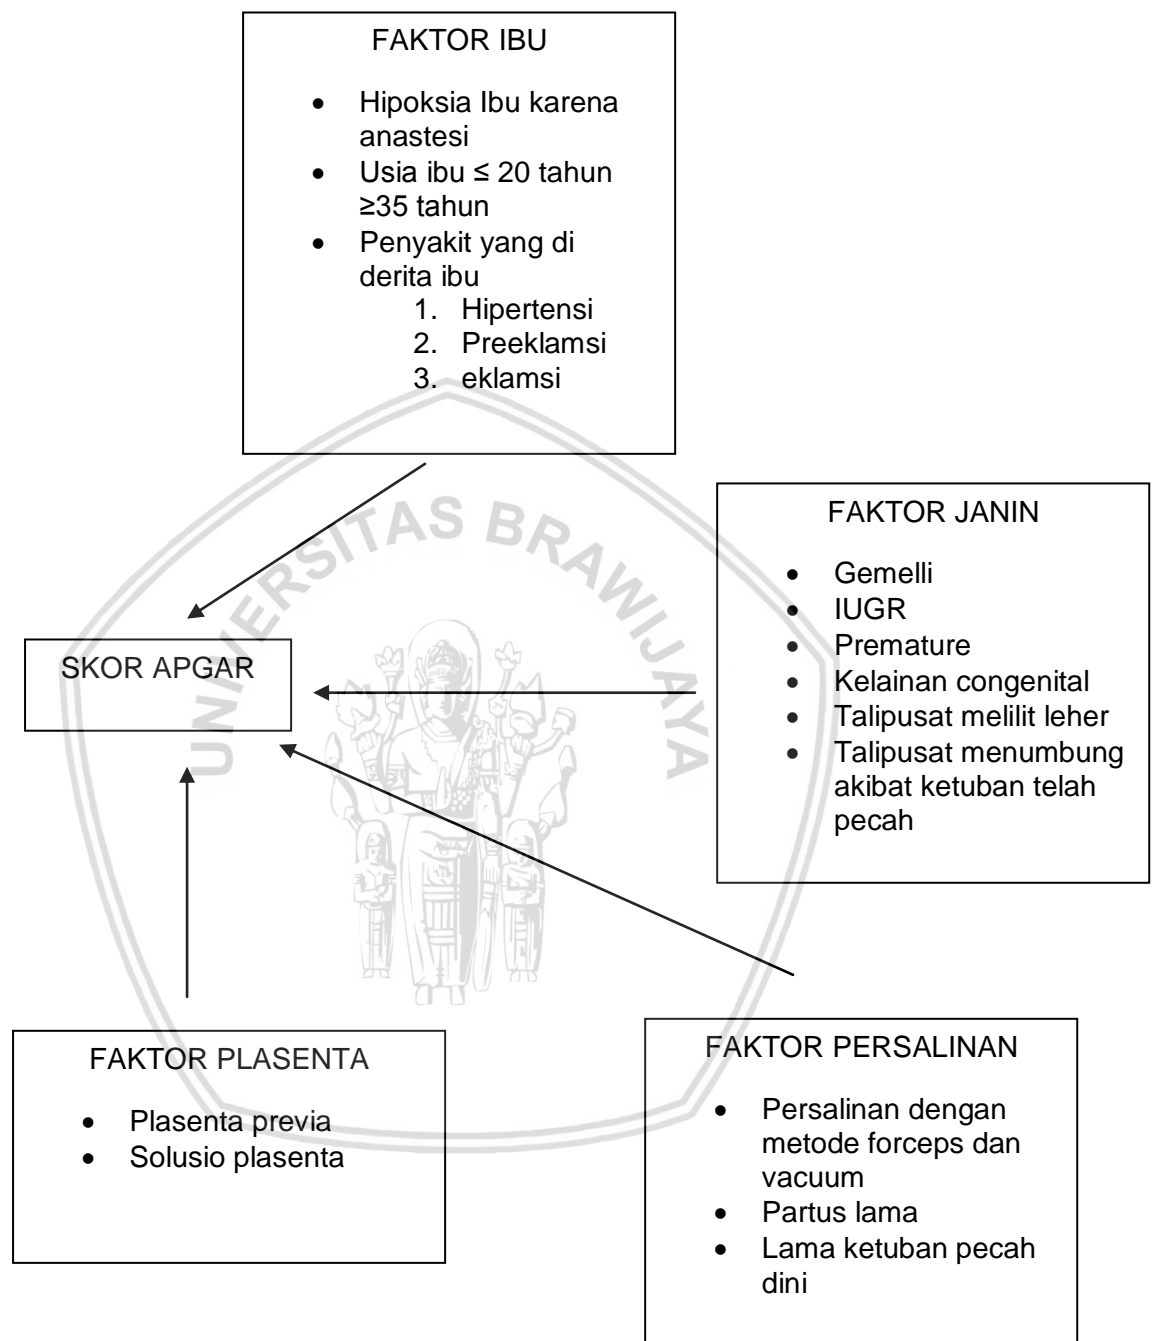 FAKTOR IBU
• Hipoksia Ibu karena
anastesi
• Usia ibu ≤ 20 tahun
≥35 tahun
• Penyakit yang di
derita ibu
1. Hipertensi
2. Preeklamsi
3. eklamsi
UNIVERSITAS BRAWIJAYA
FAKTOR JANIN
• Gemelli
• IUGR
• Premature
• Kelainan congenital
• Talipusat melilit leher
• Talipusat menumbung
akibat ketuban telah
pecah
SKOR APGAR
FAKTOR PLASENTA
• Plasenta previa
• Solusio plasenta
FAKTOR PERSALINAN
• Persalinan dengan
metode forceps dan
vacuum
• Partus lama
• Lama ketuban pecah
dini